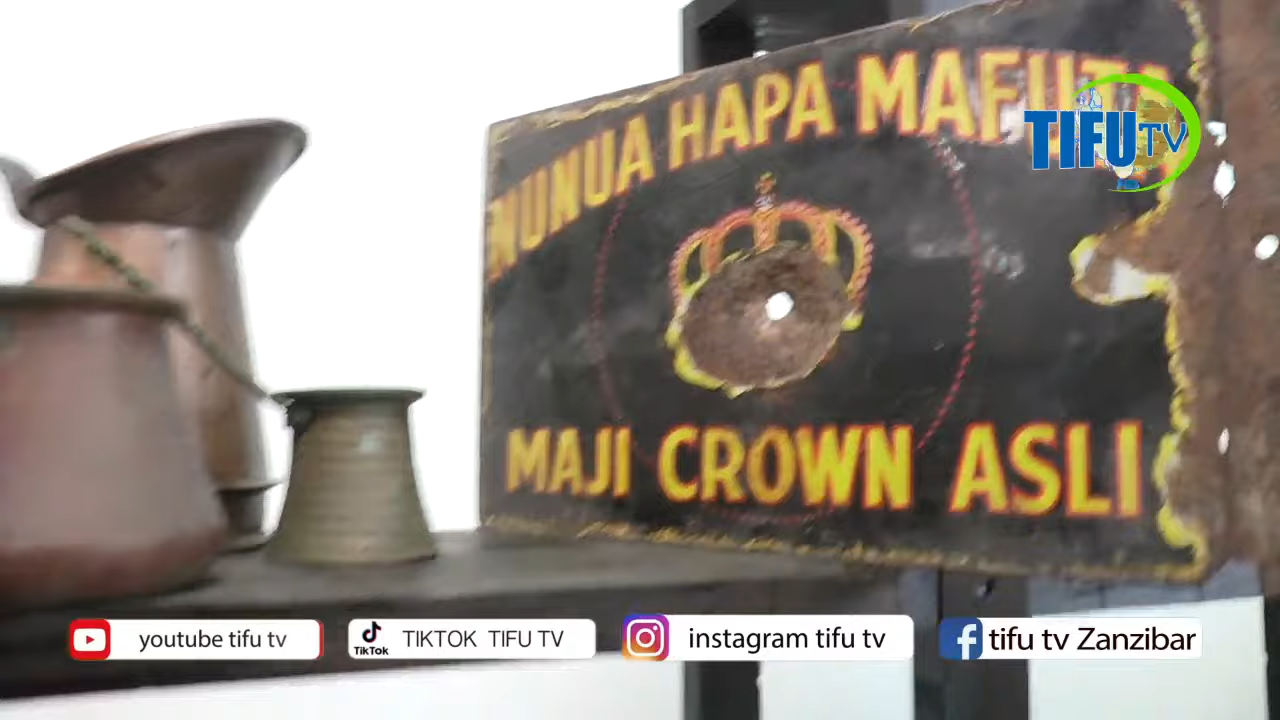 NUNUA HAPA MAFUTA
TIFU TV
MAJI CROWN ASLI
youtube tifu tv
TikTok
TIKTOK TIFU TV
instagram tifu tv
tifu tv Zanzibar